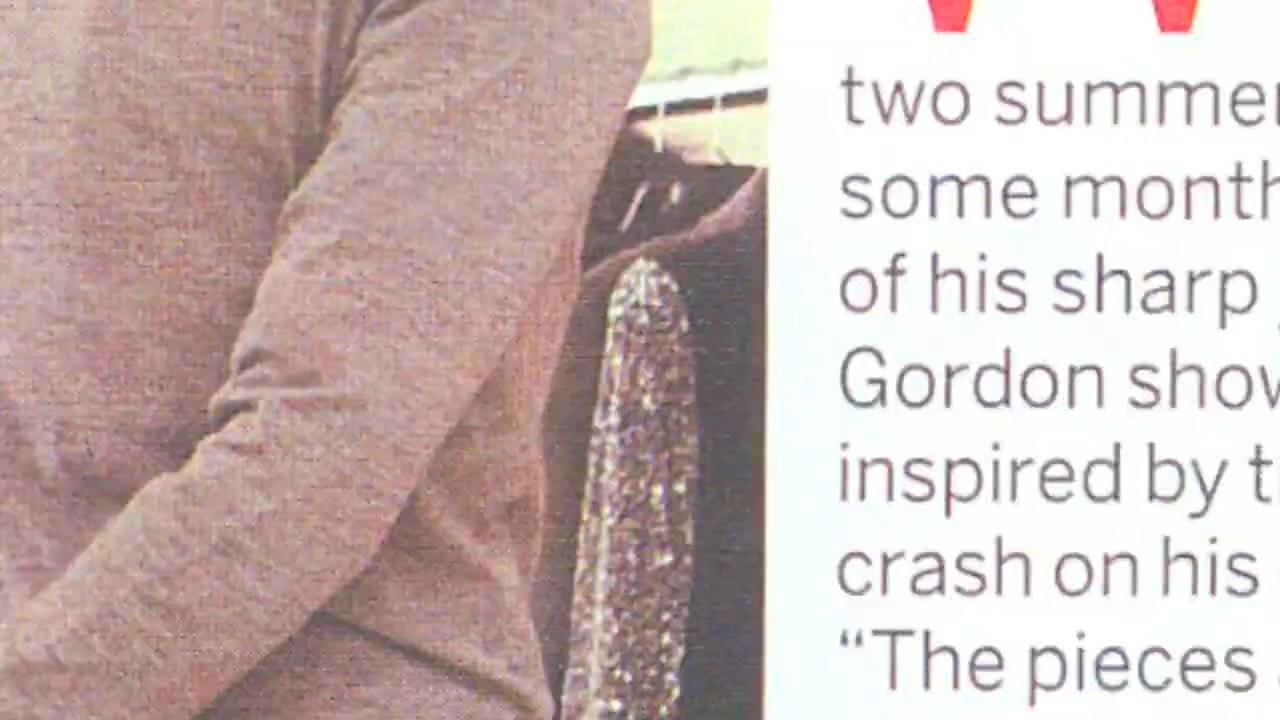 two summer
some month
of his sharp
Gordon show
inspired by t
crash on his
“The pieces